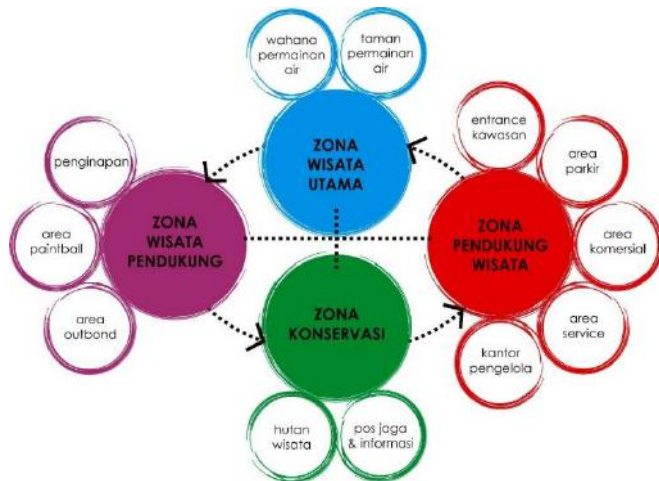 wahana
permainan
air
taman
permainan
air
ZONA
WISATA
UTAMA
penginapan
area
paintball
area
outbond
ZONA
WISATA
PENDUKUNG
entrance
kawasan
area
parkir
area
komersial
area
service
kantor
pengelola
ZONA
PENDUKUNG
WISATA
ZONA
KONSERVASI
hutan
wisata
pos jaga
& informasi